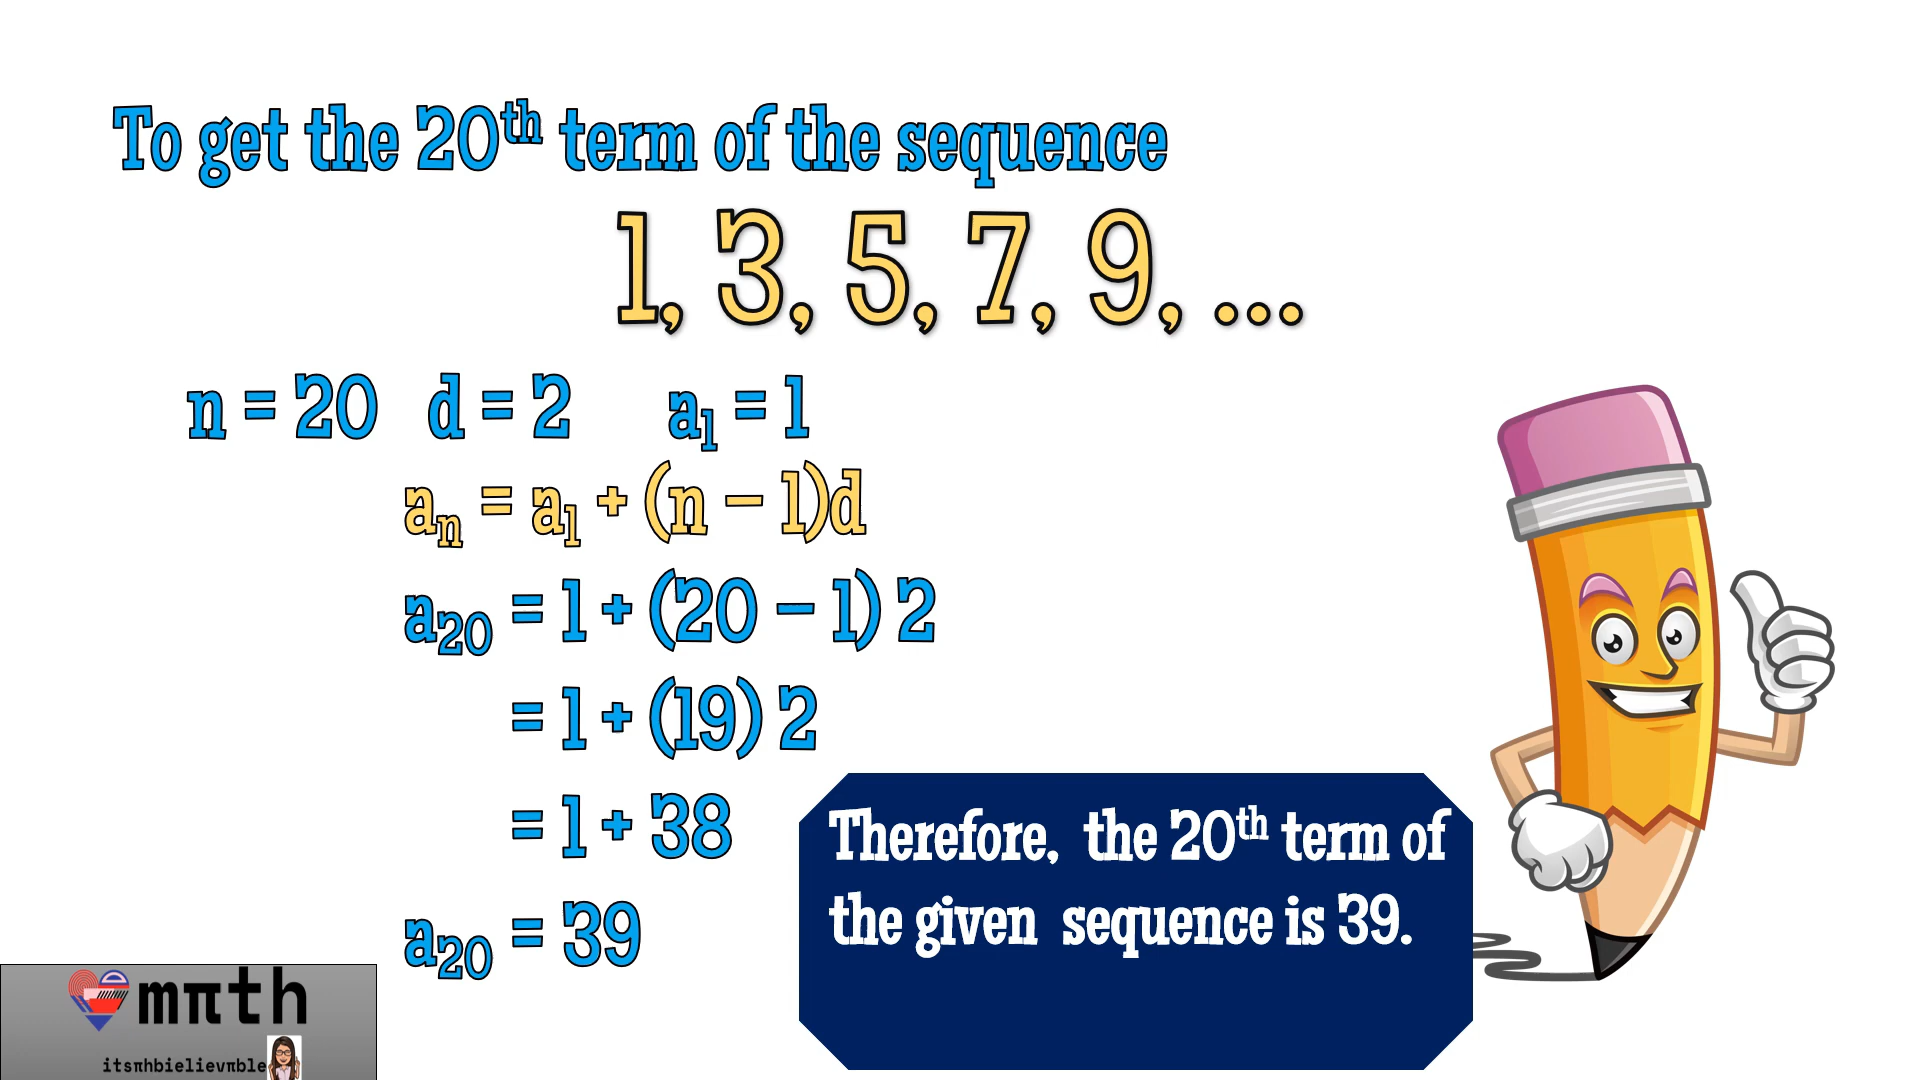 To get the 20th term of the sequence
1, 3, 5, 7, 9, ...
n = 20 d = 2 a₁ = 1
aₙ = a₁ + (n – 1)d
a₂₀ = 1 + (20 – 1) 2
= 1 + (19) 2
= 1 + 38
a₂₀ = 39
Therefore, the 20th term of
the given sequence is 39.
mπth
itsπhbielievπble